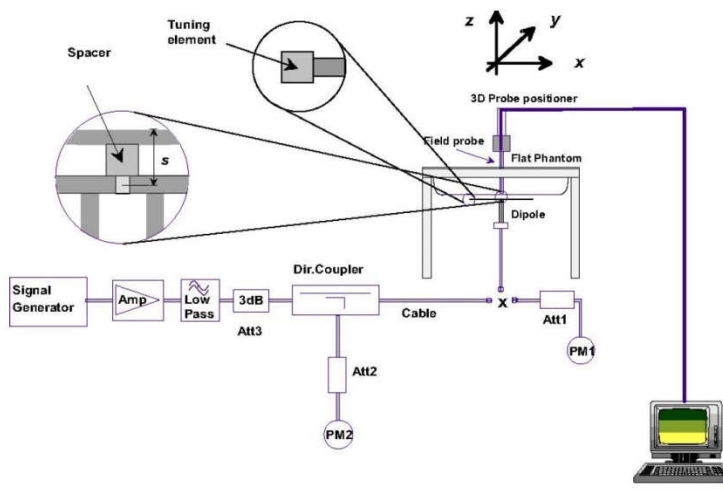 Tuning
element
Spacer
s
z
y
x
3D Probe positioner
Field probe
Flat Phantom
Dipole
Dir.Coupler
Signal
Generator
Amp
Low
Pass
3dB
Att3
Cable
x
Att1
PM1
Att2
PM2